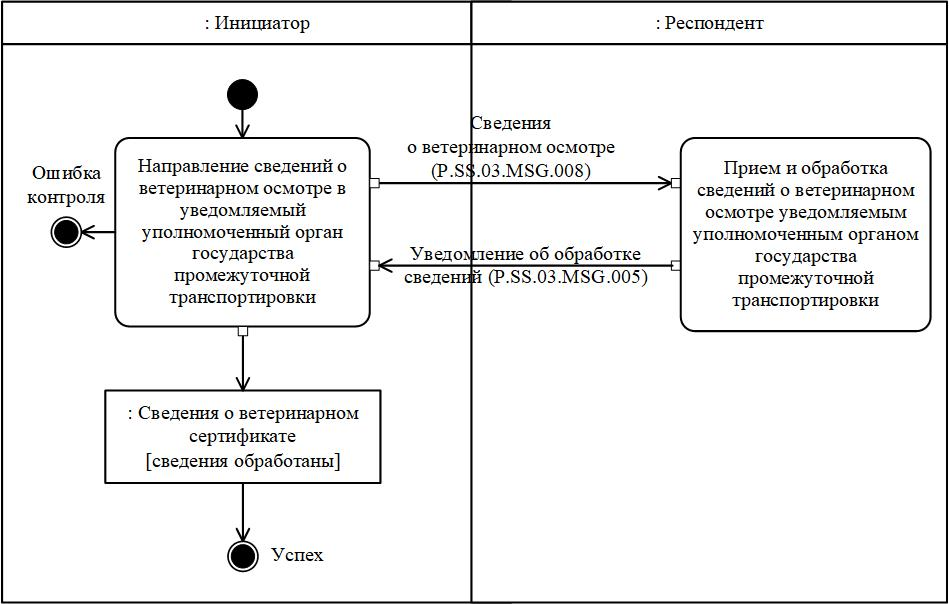 : Инициатор
: Респондент
Сведения
о ветеринарном осмотре
(P.SS.03.MSG.008)
Ошибка
контроля
Направление сведений о
ветеринарном осмотре в
уведомляемый
уполномоченный орган
государства
промежуточной
транспортировки
Прием и обработка
сведений о ветеринарном
осмотре уведомляемым
уполномоченным органом
государства
промежуточной
транспортировки
Уведомление об обработке
сведений (P.SS.03.MSG.005)
: Сведения о ветеринарном
сертификате
[сведения обработаны]
Успех